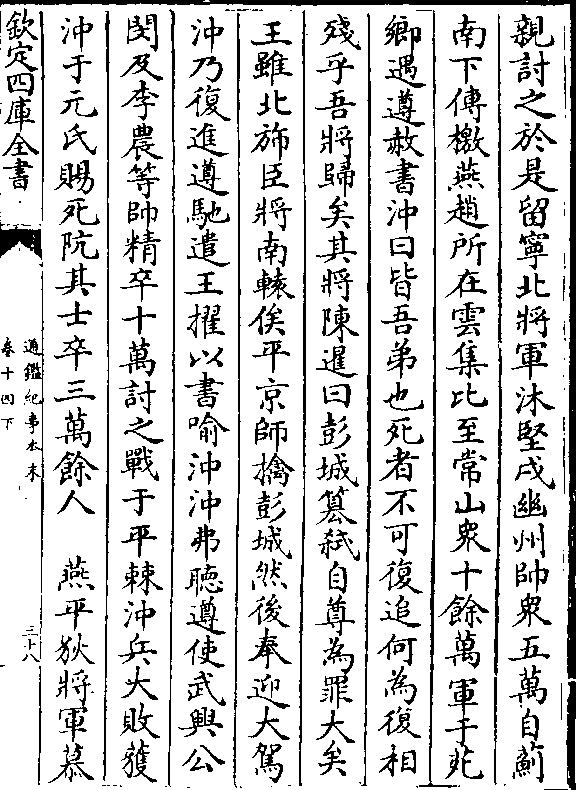 親討之於是留寧北將軍沐堅戍幽州帥衆五萬自薊
南下傳檄燕趙所在雲集比至常山衆十餘萬軍于苑
鄉遇遵赦書沖曰皆吾弟也死者不可復追何為復相
殘乎吾將歸矣其將陳暹曰彭城簒弑自尊為罪大矣
王雖北斾臣將南轅俟平京師擒彭城然後奉迎大駕
沖乃復進遵馳遣王擢以書喻沖沖弗聽遵使武興公
閔及李農等帥精卒十萬討之戰于平棘沖兵大敗獲
沖于元氏賜死阬其士卒三萬餘人　燕平狄將軍慕
欽定四庫全書
通鑑紀事本末
卷十四下
三十八